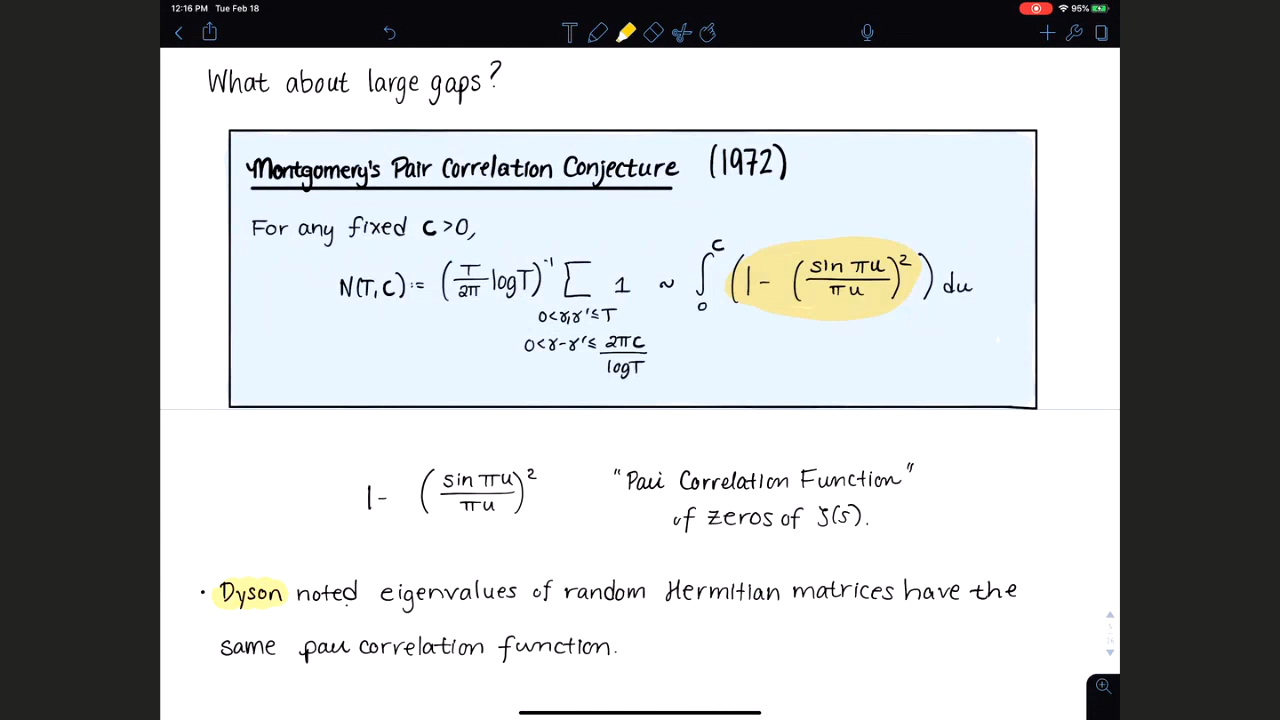 12:16 PM Tue Feb 18
95%
What about large gaps?
Montgomery's Pair Correlation Conjecture (1972)
For any fixed C>0,
N(T,C) := (T/2π log T)^-1 Σ 1 ~ ∫_0^C (1 - (sin πu / πu)^2) du
0<γ,γ'≤T
0<γ-γ'≤ 2πC / log T
1 - (sin πu / πu)^2 "Pair Correlation Function"
of zeros of ζ(s).
· Dyson noted eigenvalues of random Hermitian matrices have the
same pair correlation function.